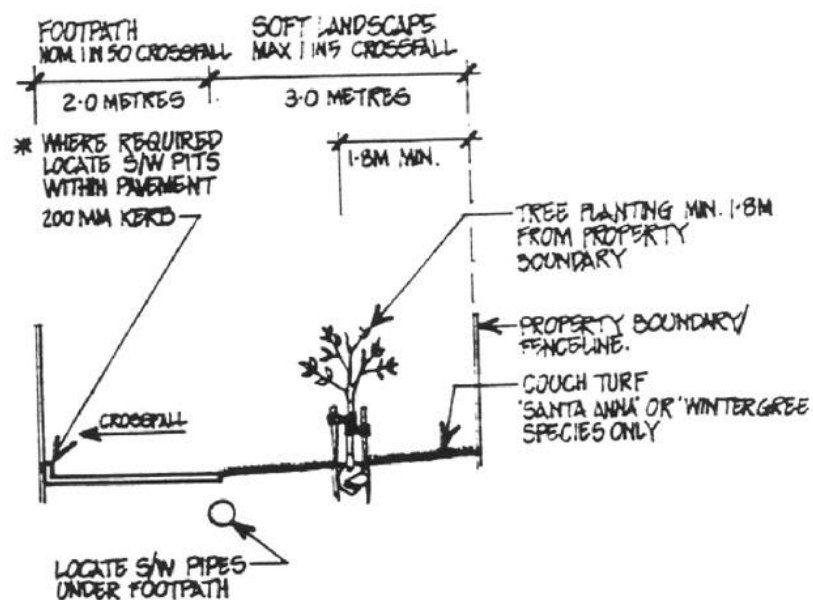 FOOTPATH
NOM. 1 IN 50 CROSSFALL
SOFT LANDSCAPE
MAX 1 IN 5 CROSSFALL
2.0 METRES
3.0 METRES
* WHERE REQUIRED
LOCATE S/W PITS
WITHIN PAVEMENT
1.8M MIN.
200 MM KERB
TREE PLANTING MIN. 1.8M
FROM PROPERTY
BOUNDARY
PROPERTY BOUNDARY/
FENCELINE.
COUCH TURF
'SANTA ANNA' OR 'WINTERGREE
SPECIES ONLY
CROSSFALL
LOCATE S/W PIPES
UNDER FOOTPATH